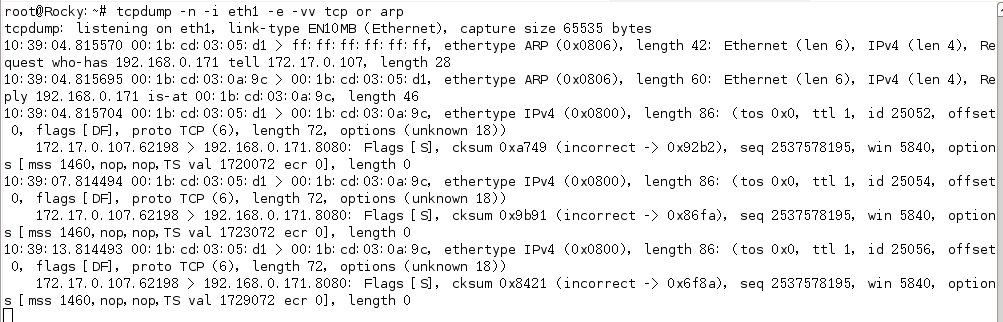 root@Rocky:~# tcpdump -n -i eth1 -e -vv tcp or arp
tcpdump: listening on eth1, link-type EN10MB (Ethernet), capture size 65535 bytes
10:39:04.815570 00:1b:cd:03:05:d1 > ff:ff:ff:ff:ff:ff, ethertype ARP (0x0806), length 42: Ethernet (len 6), IPv4 (len 4), Re
quest who-has 192.168.0.171 tell 172.17.0.107, length 28
10:39:04.815695 00:1b:cd:03:0a:9c > 00:1b:cd:03:05:d1, ethertype ARP (0x0806), length 60: Ethernet (len 6), IPv4 (len 4), Re
ply 192.168.0.171 is-at 00:1b:cd:03:0a:9c, length 46
10:39:04.815704 00:1b:cd:03:05:d1 > 00:1b:cd:03:0a:9c, ethertype IPv4 (0x0800), length 86: (tos 0x0, ttl 1, id 25052, offset
0, flags [DF], proto TCP (6), length 72, options (unknown 18))
172.17.0.107.62198 > 192.168.0.171.8080: Flags [S], cksum 0xa749 (incorrect -> 0x92b2), seq 2537578195, win 5840, option
s [mss 1460,nop,nop,TS val 1720072 ecr 0], length 0
10:39:07.814494 00:1b:cd:03:05:d1 > 00:1b:cd:03:0a:9c, ethertype IPv4 (0x0800), length 86: (tos 0x0, ttl 1, id 25054, offset
0, flags [DF], proto TCP (6), length 72, options (unknown 18))
172.17.0.107.62198 > 192.168.0.171.8080: Flags [S], cksum 0x9b91 (incorrect -> 0x86fa), seq 2537578195, win 5840, option
s [mss 1460,nop,nop,TS val 1723072 ecr 0], length 0
10:39:13.814493 00:1b:cd:03:05:d1 > 00:1b:cd:03:0a:9c, ethertype IPv4 (0x0800), length 86: (tos 0x0, ttl 1, id 25056, offset
0, flags [DF], proto TCP (6), length 72, options (unknown 18))
172.17.0.107.62198 > 192.168.0.171.8080: Flags [S], cksum 0x8421 (incorrect -> 0x6f8a), seq 2537578195, win 5840, option
s [mss 1460,nop,nop,TS val 1729072 ecr 0], length 0